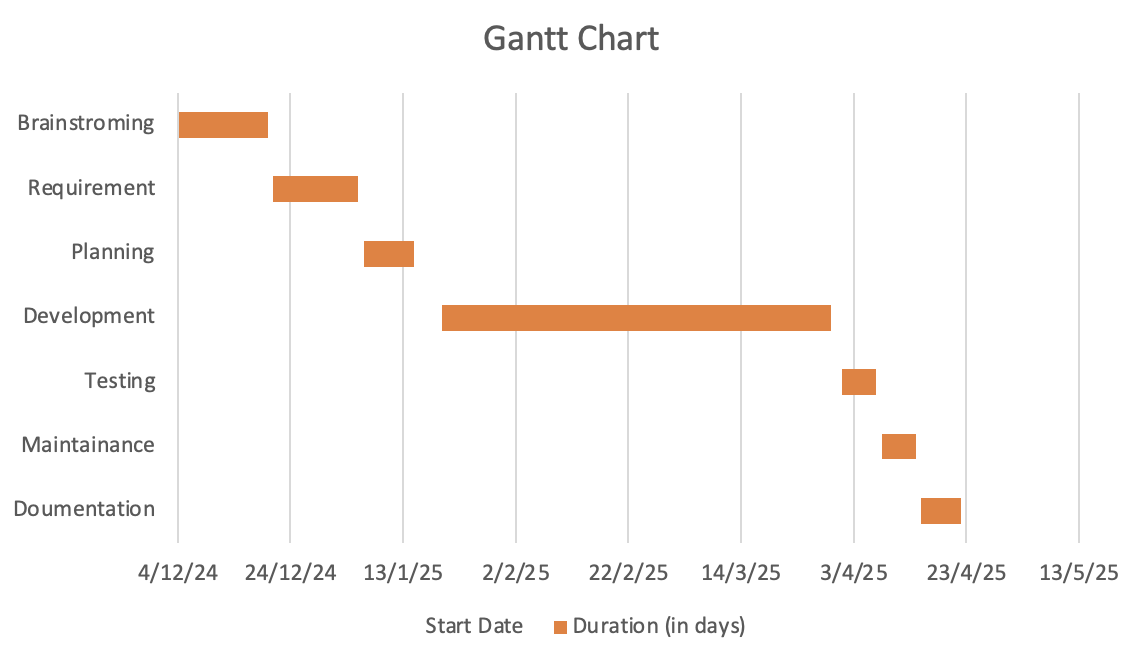 Gantt Chart
Brainstroming
Requirement
Planning
Development
Testing
Maintainance
Doumentation
4/12/24 24/12/24 13/1/25 2/2/25 22/2/25 14/3/25 3/4/25 23/4/25 13/5/25
Start Date Duration (in days)